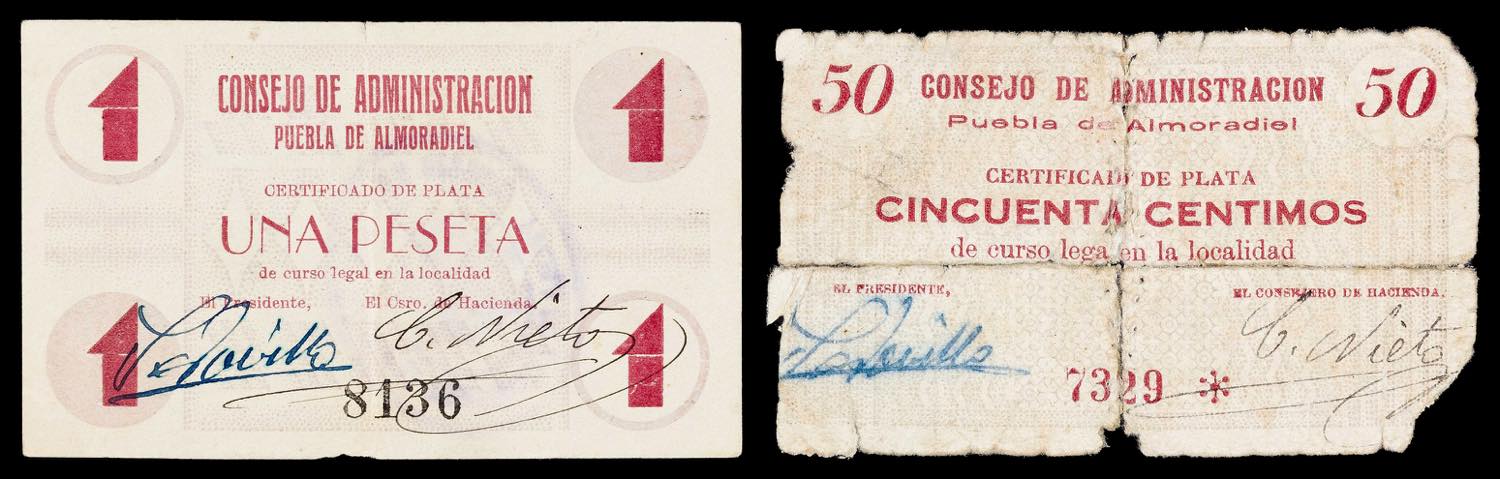 1 CONSEJO DE ADMINISTRACION 1
PUEBLA DE ALMORADIEL
CERTIFICADO DE PLATA
UNA PESETA
de curso legal en la localidad
El Presidente, El Csro. de Hacienda,
C. Nieto
1 8136 1
50 CONSEJO DE ADMINISTRACION 50
Puebla de Almoradiel
CERTIFICADO DE PLATA
CINCUENTA CENTIMOS
de curso lega en la localidad
EL PRESIDENTE, EL CONSEJERO DE HACIENDA,
C. Nieto
7329 *